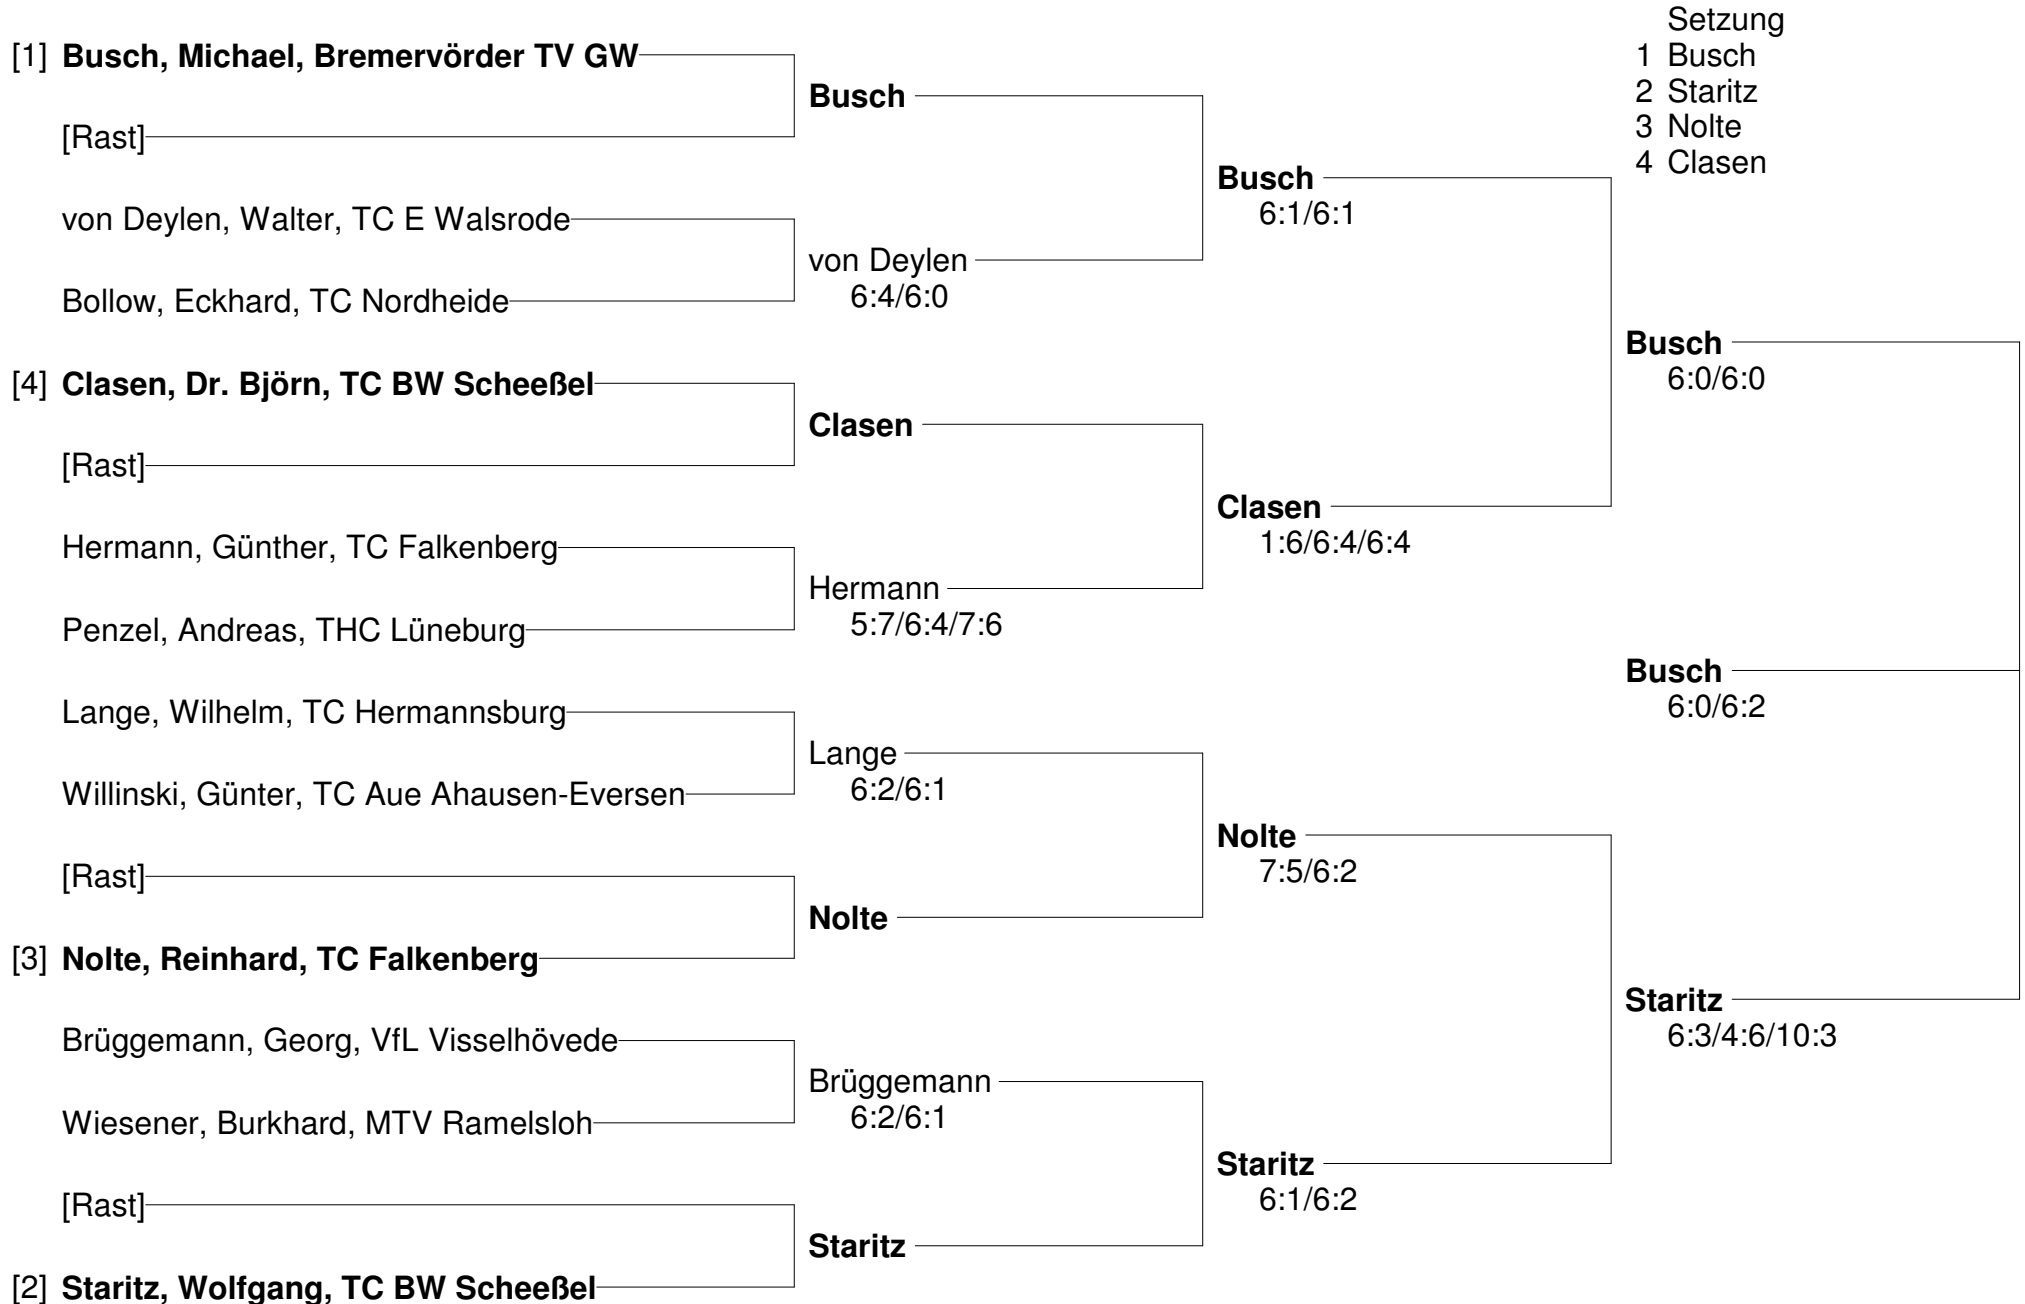 Setzung
1 Busch
2 Staritz
3 Nolte
4 Clasen
[1] Busch, Michael, Bremervörder TV GW
[Rast]
von Deylen, Walter, TC E Walsrode
Bollow, Eckhard, TC Nordheide
[4] Clasen, Dr. Björn, TC BW Scheeßel
[Rast]
Hermann, Günther, TC Falkenberg
Penzel, Andreas, THC Lüneburg
Lange, Wilhelm, TC Hermannsburg
Willinski, Günter, TC Aue Ahausen-Eversen
[Rast]
[3] Nolte, Reinhard, TC Falkenberg
Brüggemann, Georg, VfL Visselhövede
Wiesener, Burkhard, MTV Ramelsloh
[Rast]
[2] Staritz, Wolfgang, TC BW Scheeßel
Busch
von Deylen
6:4/6:0
Clasen
Hermann
5:7/6:4/7:6
Lange
6:2/6:1
Nolte
Brüggemann
6:2/6:1
Staritz
Busch
6:1/6:1
Clasen
1:6/6:4/6:4
Nolte
7:5/6:2
Staritz
6:1/6:2
Busch
6:0/6:0
Busch
6:0/6:2
Staritz
6:3/4:6/10:3